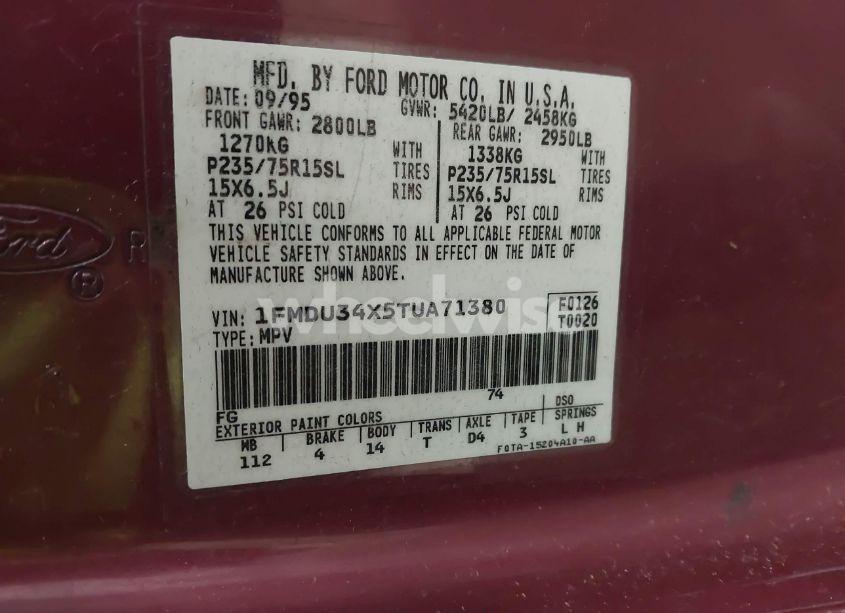 MFD. BY FORD MOTOR CO. IN U.S.A.
DATE: 09/95 GVWR: 5420LB/ 2458KG
FRONT GAWR: 2800LB REAR GAWR: 2950LB
1270KG WITH 1338KG WITH
P235/75R15SL TIRES P235/75R15SL TIRES
15X6.5J RIMS 15X6.5J RIMS
AT 26 PSI COLD AT 26 PSI COLD
THIS VEHICLE CONFORMS TO ALL APPLICABLE FEDERAL MOTOR
VEHICLE SAFETY STANDARDS IN EFFECT ON THE DATE OF
MANUFACTURE SHOWN ABOVE.
VIN: 1FMDU34X5TUA71380 F0126
TYPE: MPV T0020
wheelwise
74
FG DSO
EXTERIOR PAINT COLORS
MB BRAKE BODY TRANS AXLE TAPE SPRINGS
112 4 14 T D4 3 L H
F0TA-15204A10-AA
Ford R
®